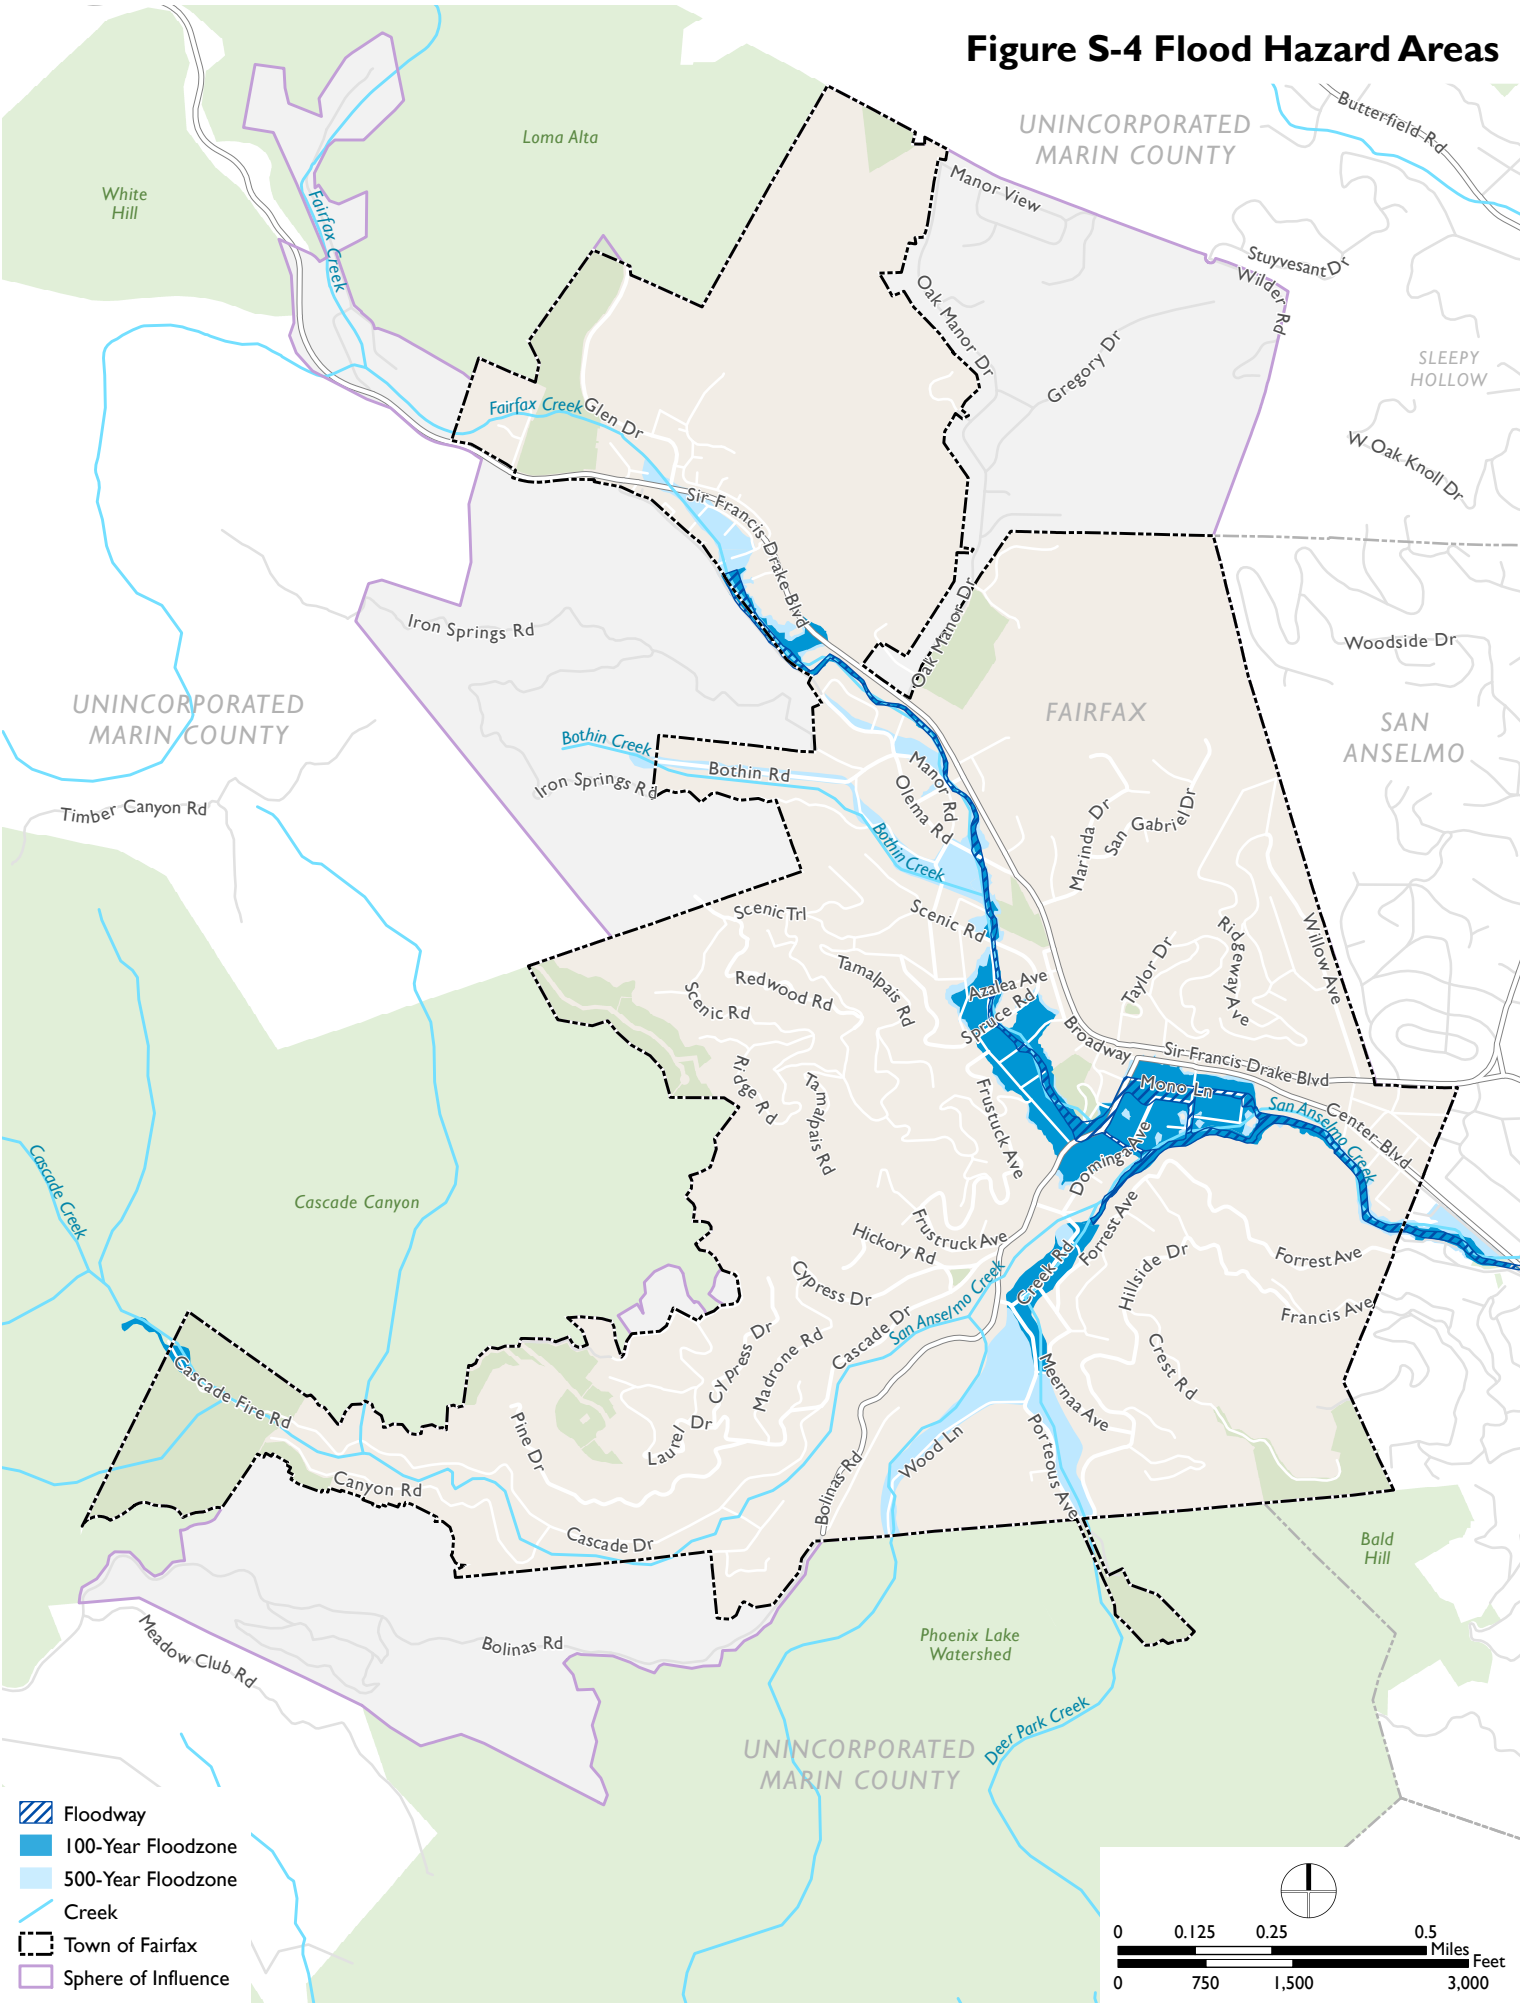 Figure S-4 Flood Hazard Areas
UNINCORPORATED
MARIN COUNTY
Butterfield Rd
Loma Alta
White
Hill
Fairfax Creek
Manor View
Stuyvesant Dr
Wilder Rd
Oak Manor Dr
Gregory Dr
SLEEPY
HOLLOW
Fairfax Creek
Glen Dr
W Oak Knoll Dr
Sir Francis Drake Blvd
Iron Springs Rd
Oak Manor Dr
Woodside Dr
UNINCORPORATED
MARIN COUNTY
FAIRFAX
SAN
ANSELMO
Bothin Creek
Bothin Rd
Iron Springs Rd
Manor Rd
Olema Rd
Timber Canyon Rd
Marinda Dr
San Gabriel Dr
Bothin Creek
Scenic Trl
Scenic Rd
Ridgeway Ave
Willow Ave
Taylor Dr
Tamalpais Rd
Redwood Rd
Scenic Rd
Azalea Ave
Spruce Rd
Broadway
Sir Francis Drake Blvd
Ridge Rd
Tamalpais Rd
Frustuck Ave
Mono Ln
San Anselmo Creek
Center Blvd
Dominga Ave
Cascade Creek
Cascade Canyon
Forrest Ave
Frustruck Ave
Hickory Rd
Creek Rd
Hillside Dr
Forrest Ave
Cypress Dr
San Anselmo Creek
Francis Ave
Cascade Dr
Cypress Dr
Madrone Rd
Crest Rd
Meernaa Ave
Cascade Fire Rd
Pine Dr
Laurel Dr
Wood Ln
Porteous Ave
Canyon Rd
Bolinas Rd
Cascade Dr
Bald
Hill
Meadow Club Rd
Bolinas Rd
Phoenix Lake
Watershed
Deer Park Creek
UNINCORPORATED
MARIN COUNTY
Floodway
100-Year Floodzone
500-Year Floodzone
Creek
Town of Fairfax
Sphere of Influence
0 0.125 0.25 0.5
Miles
Feet
0 750 1,500 3,000